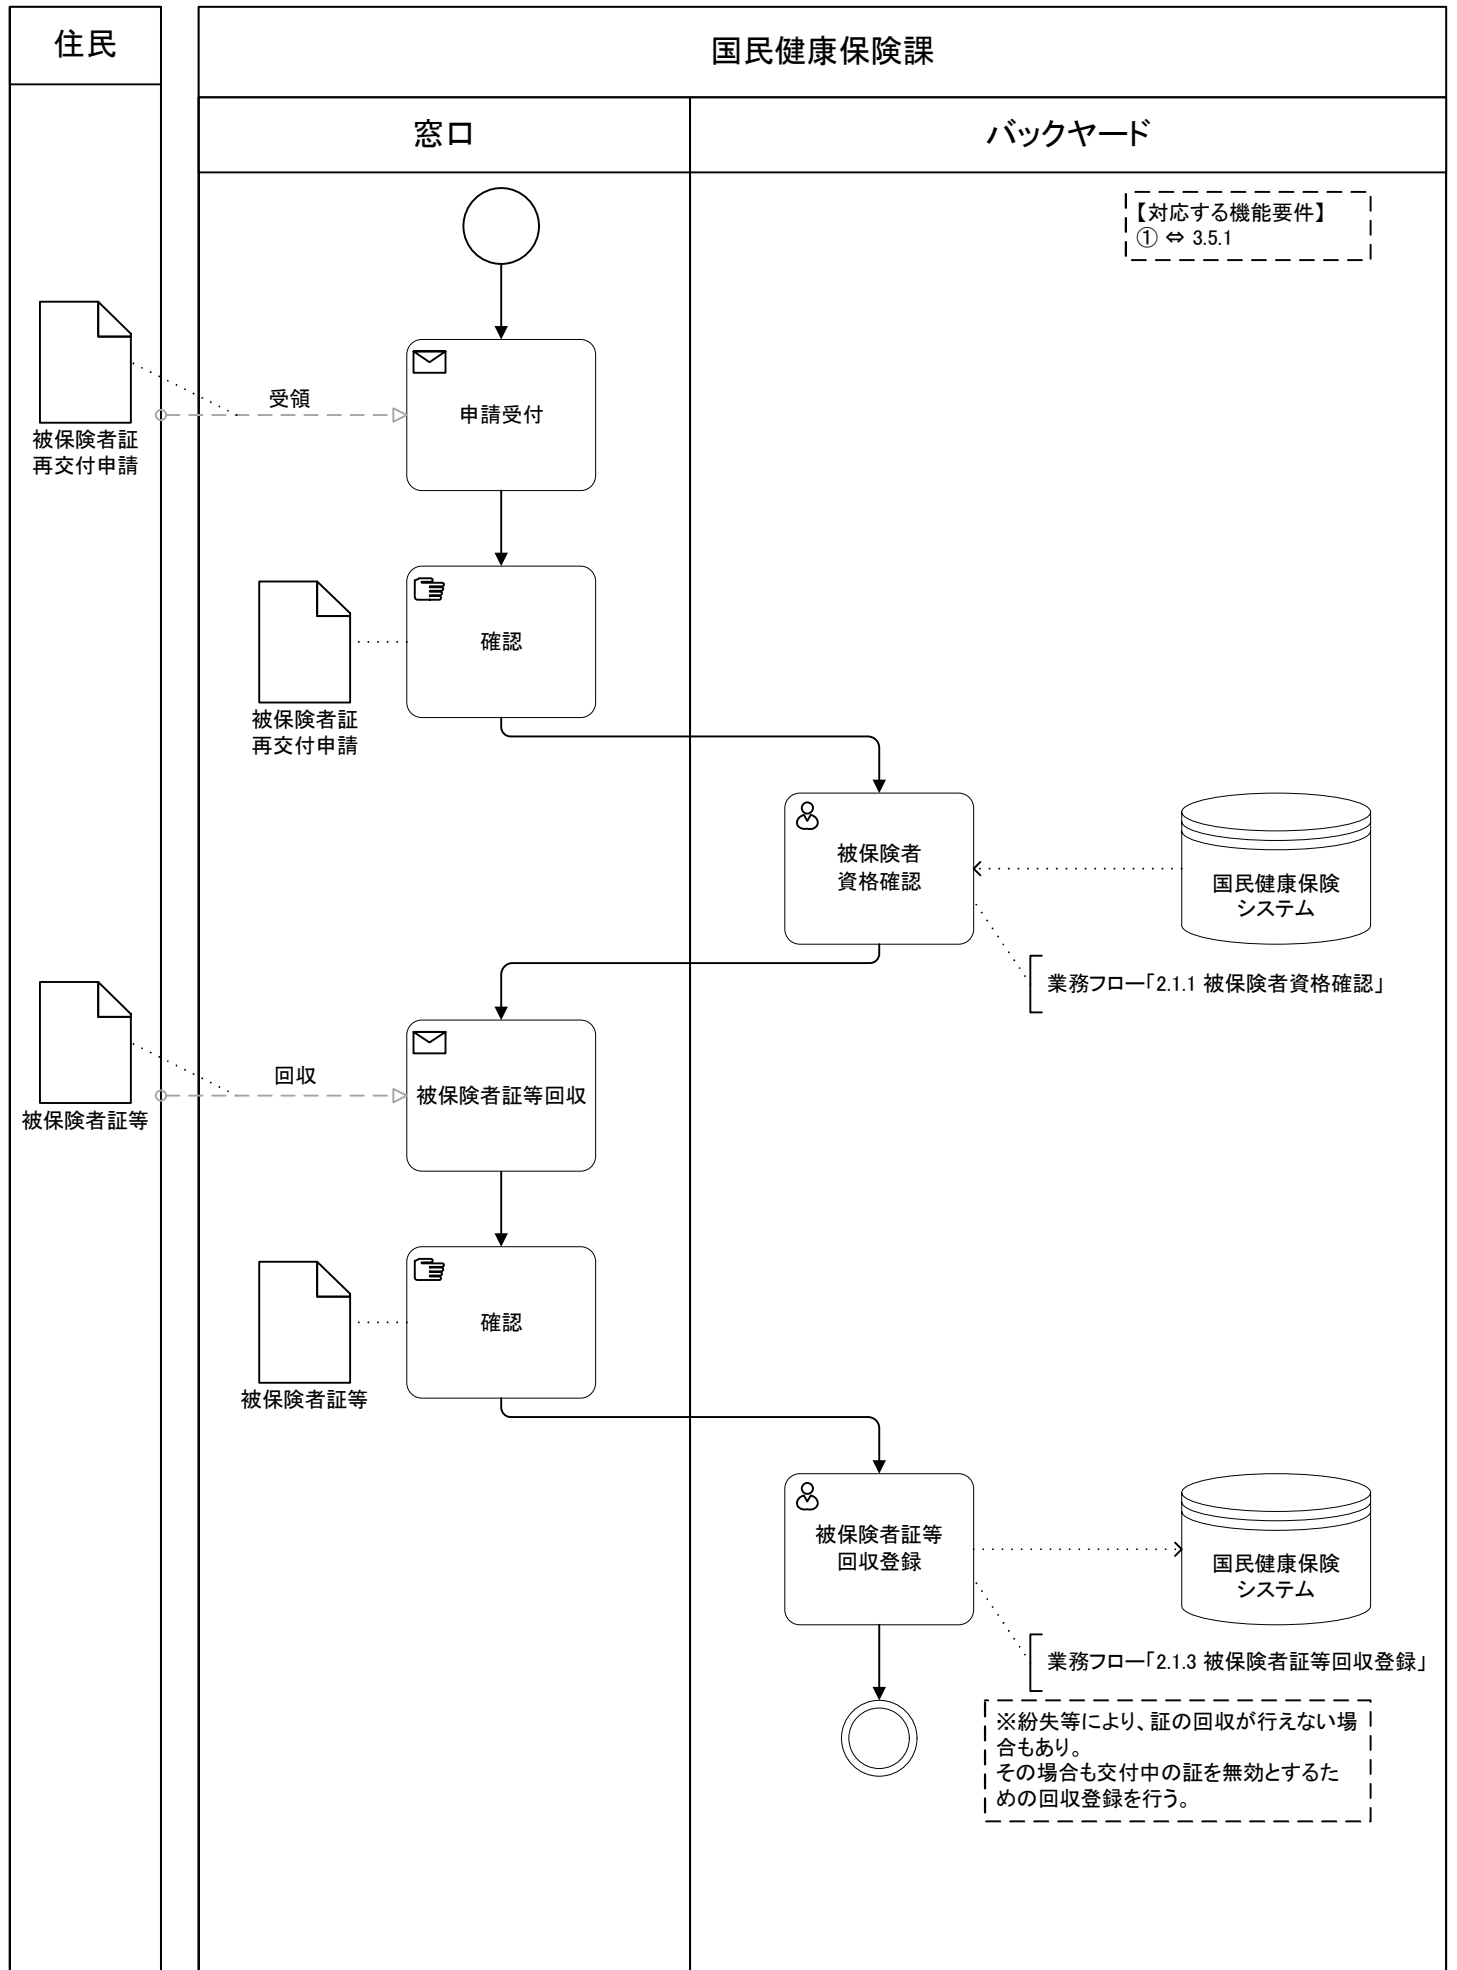 住民
国民健康保険課
窓口
バックヤード
【対応する機能要件】
① ⇔ 3.5.1
受領
申請受付
被保険者証
再交付申請
確認
被保険者証
再交付申請
被保険者
資格確認
国民健康保険
システム
業務フロー「2.1.1 被保険者資格確認」
回収
被保険者証等回収
被保険者証等
確認
被保険者証等
被保険者証等
回収登録
国民健康保険
システム
業務フロー「2.1.3 被保険者証等回収登録」
※紛失等により、証の回収が行えない場
合もあり。
その場合も交付中の証を無効とするた
めの回収登録を行う。